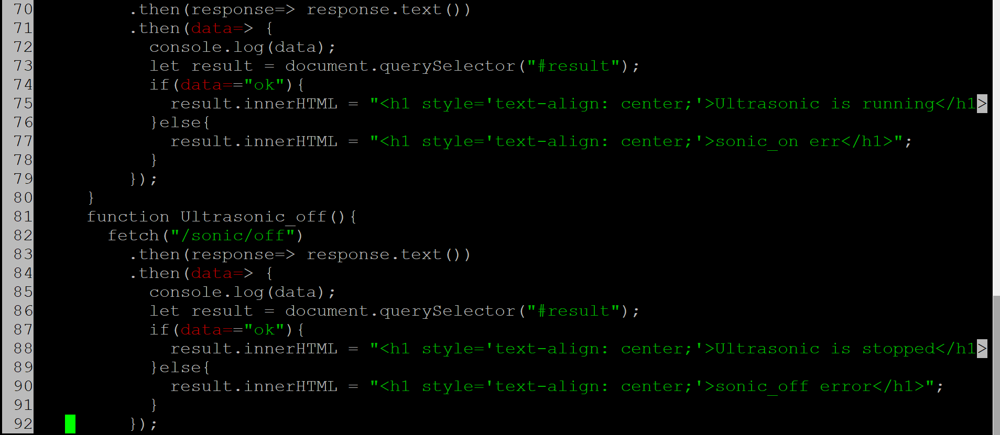 70         .then(response=> response.text())
71         .then(data=> {
72           console.log(data);
73           let result = document.querySelector("#result");
74           if(data=="ok"){
75             result.innerHTML = "<h1 style='text-align: center;'>Ultrasonic is running</h1>
76           }else{
77             result.innerHTML = "<h1 style='text-align: center;'>sonic_on err</h1>";
78           }
79         });
80     }
81     function Ultrasonic_off(){
82       fetch("/sonic/off")
83         .then(response=> response.text())
84         .then(data=> {
85           console.log(data);
86           let result = document.querySelector("#result");
87           if(data=="ok"){
88             result.innerHTML = "<h1 style='text-align: center;'>Ultrasonic is stopped</h1>
89           }else{
90             result.innerHTML = "<h1 style='text-align: center;'>sonic_off error</h1>";
91           }
92         });